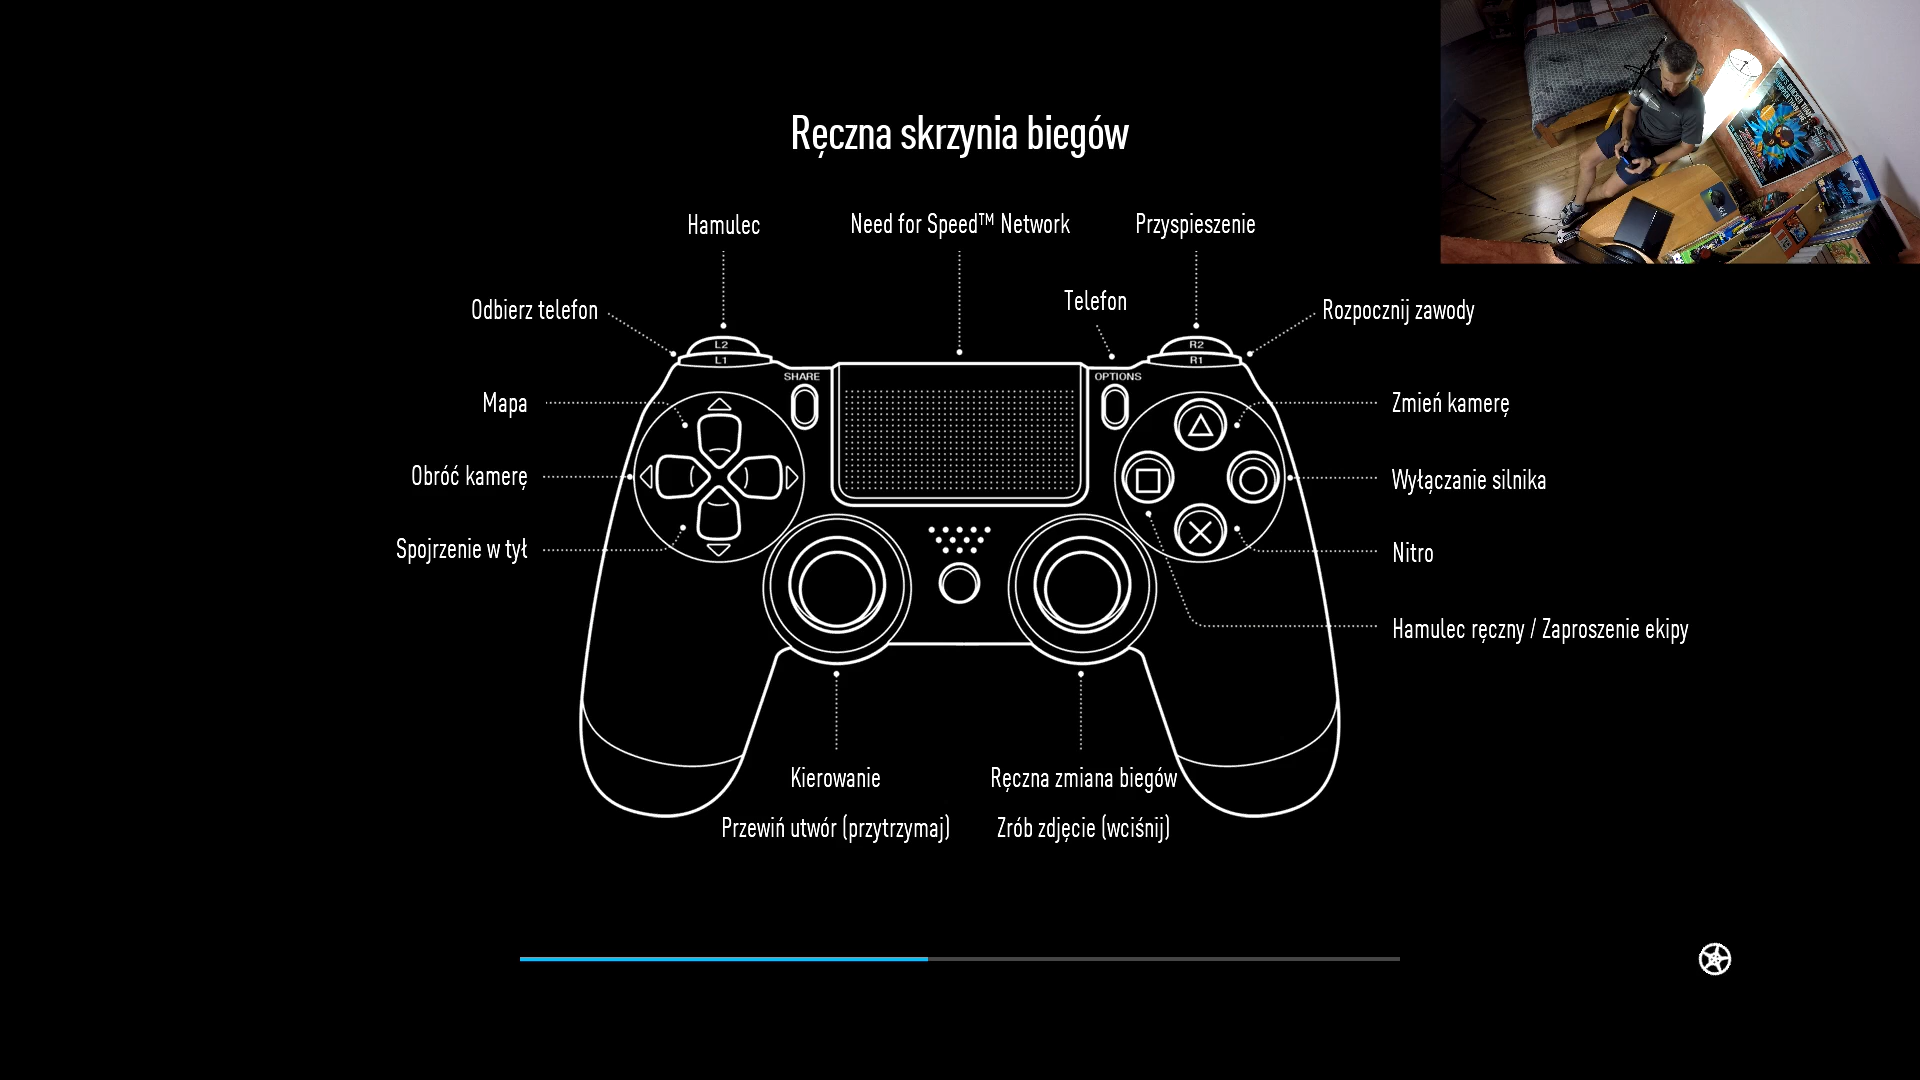 Ręczna skrzynia biegów
Hamulec
Need for Speed™ Network
Przyspieszenie
Odbierz telefon
Telefon
Rozpocznij zawody
L2
L1
R2
R1
SHARE
OPTIONS
Mapa
Zmień kamerę
Obróć kamerę
Wyłączanie silnika
Spojrzenie w tył
Nitro
Hamulec ręczny / Zaproszenie ekipy
Kierowanie
Ręczna zmiana biegów
Przewiń utwór (przytrzymaj)
Zrób zdjęcie (wciśnij)